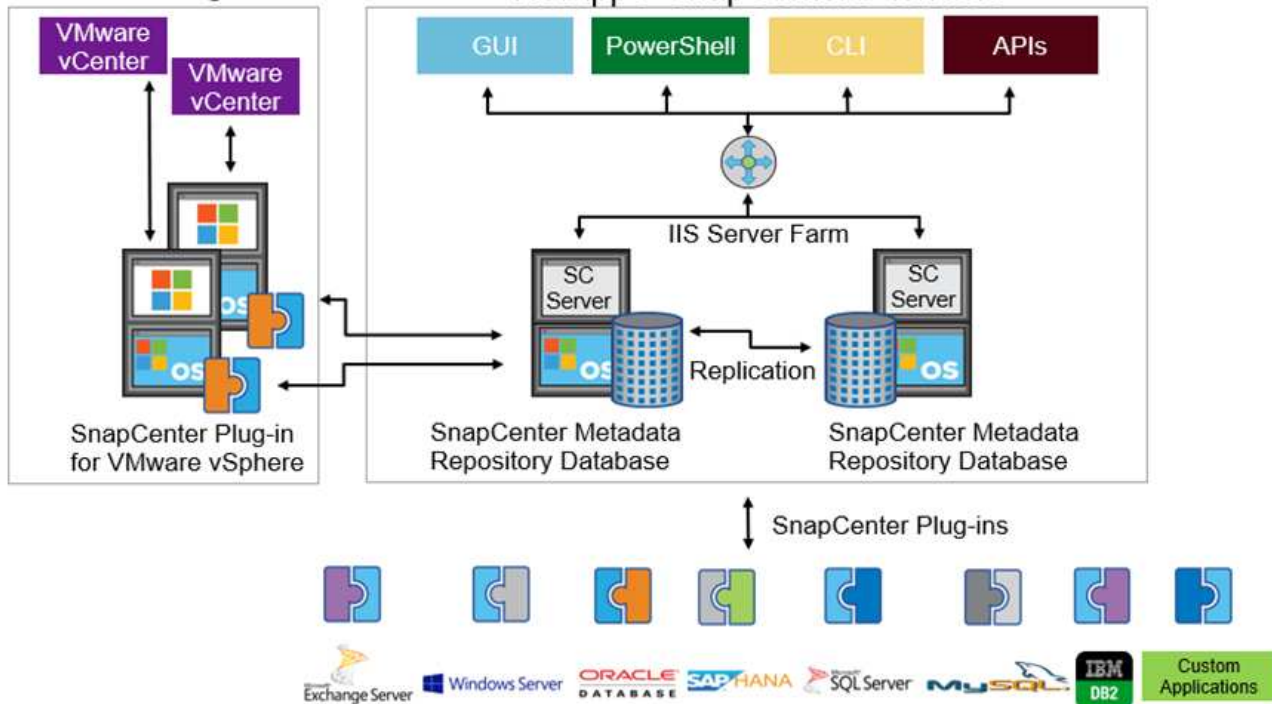 VMware
vCenter
VMware
vCenter
GUI
PowerShell
CLI
APIs
IIS Server Farm
SC
Server
SC
Server
OS
OS
OS
OS
Replication
SnapCenter Plug-in
for VMware vSphere
SnapCenter Metadata
Repository Database
SnapCenter Metadata
Repository Database
SnapCenter Plug-ins
Microsoft
Exchange Server
Windows Server
ORACLE
DATABASE
SAP HANA
Microsoft
SQL Server
MySQL
IBM
DB2
Custom
Applications